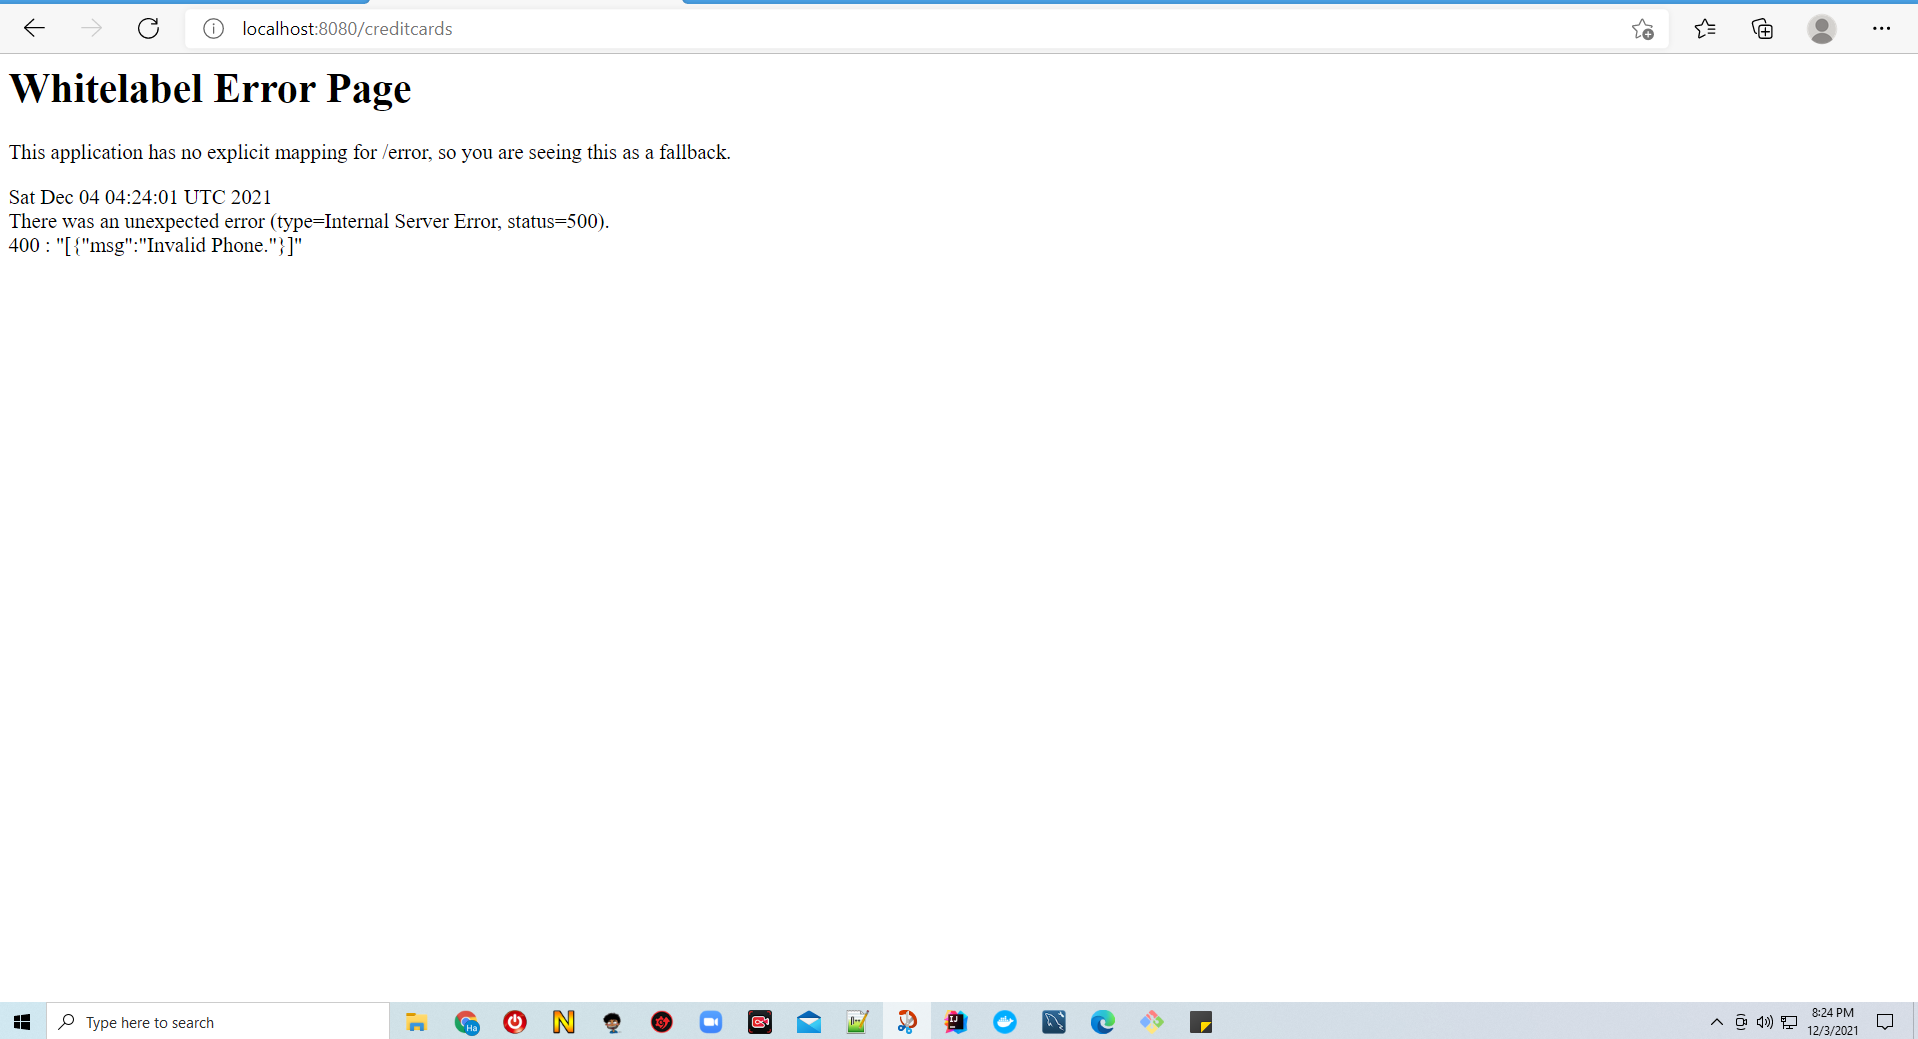 localhost:8080/creditcards
Whitelabel Error Page
This application has no explicit mapping for /error, so you are seeing this as a fallback.
Sat Dec 04 04:24:01 UTC 2021
There was an unexpected error (type=Internal Server Error, status=500).
400 : "[{"msg":"Invalid Phone."}]"
Type here to search
Ha
N
IJ
8:24 PM
12/3/2021